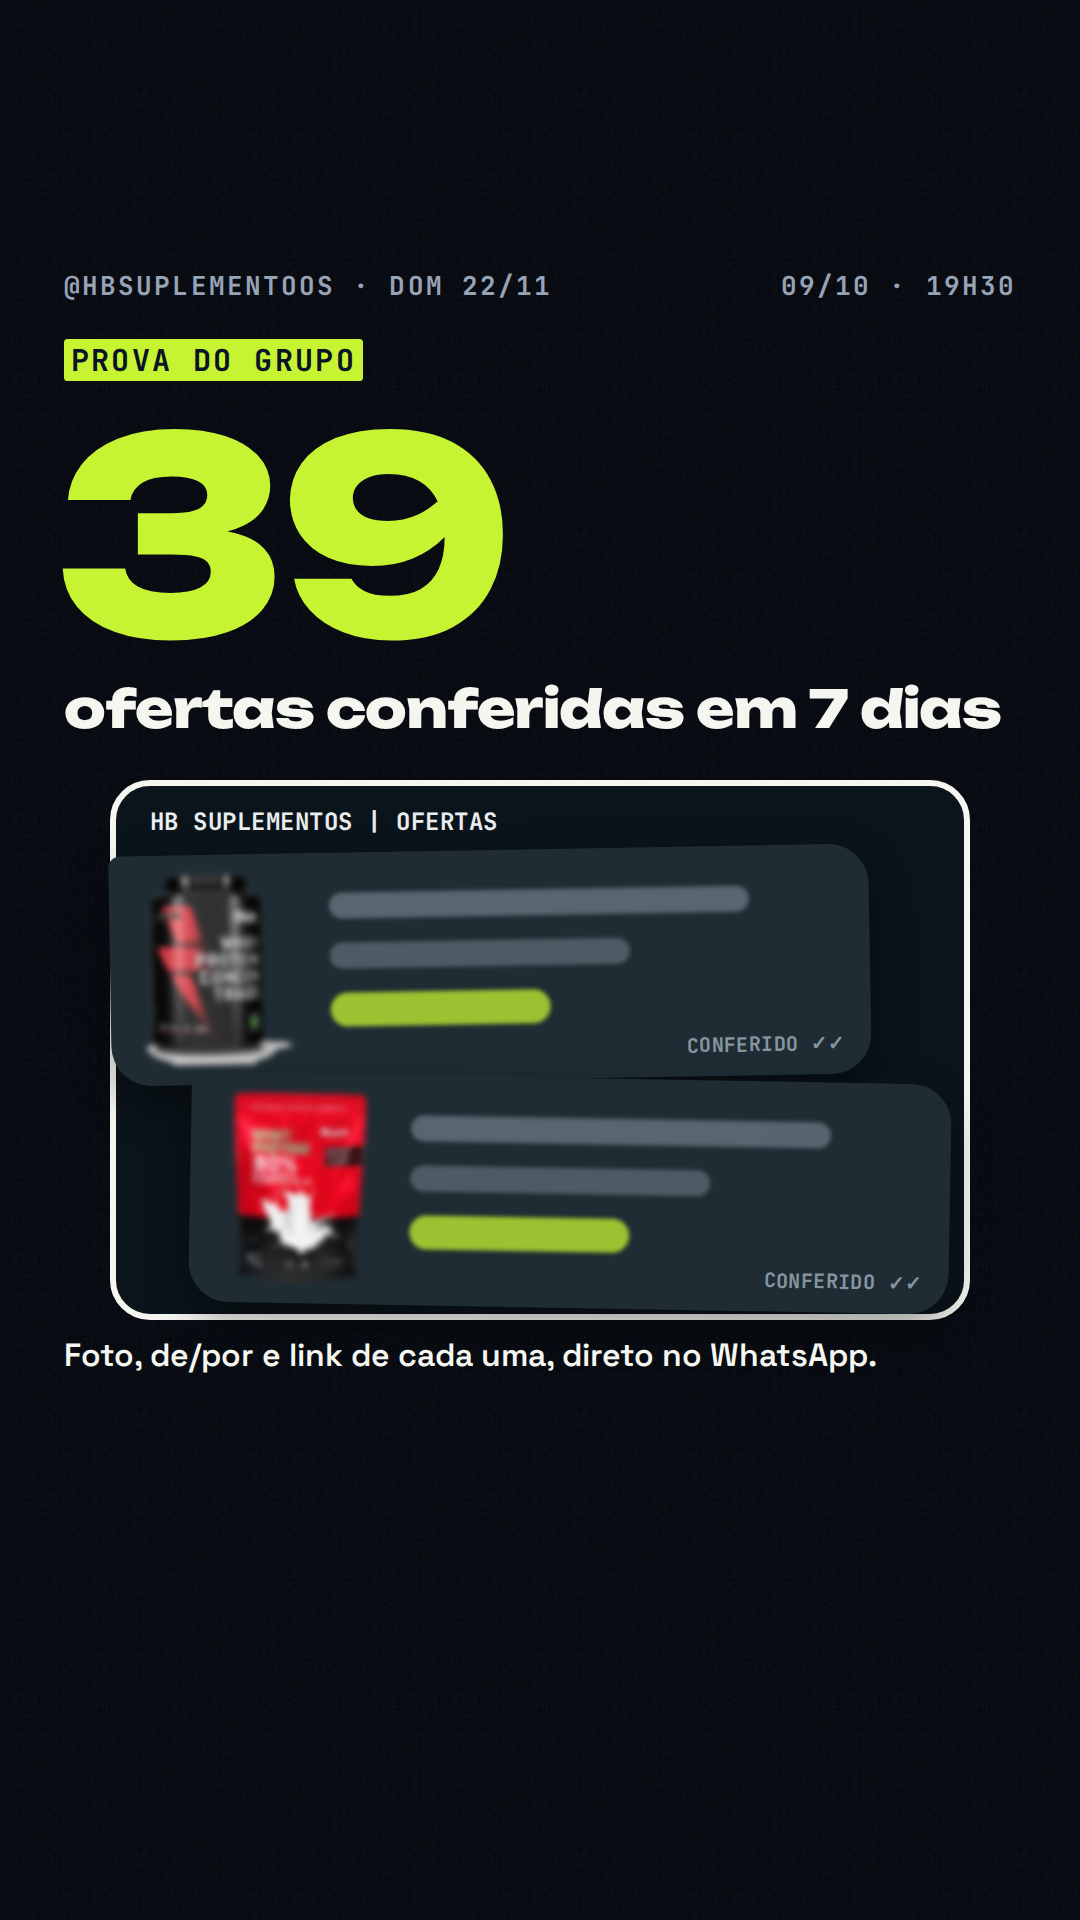 @HBSUPLEMENTOOS · DOM 22/11
09/10 · 19H30
PROVA DO GRUPO
39
ofertas conferidas em 7 dias
HB SUPLEMENTOS | OFERTAS
CONFERIDO ✓✓
80%
CONFERIDO ✓✓
Foto, de/por e link de cada uma, direto no WhatsApp.